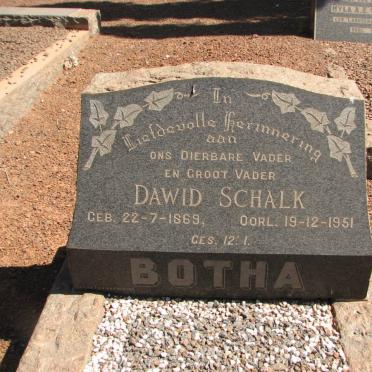 In
Liefdevolle Herinnering
aan
ONS DIERBARE VADER
EN GROOT VADER
DAWID SCHALK
GEB. 22-7-1869, OORL. 19-12-1951
GES. 12:1.
BOTHA